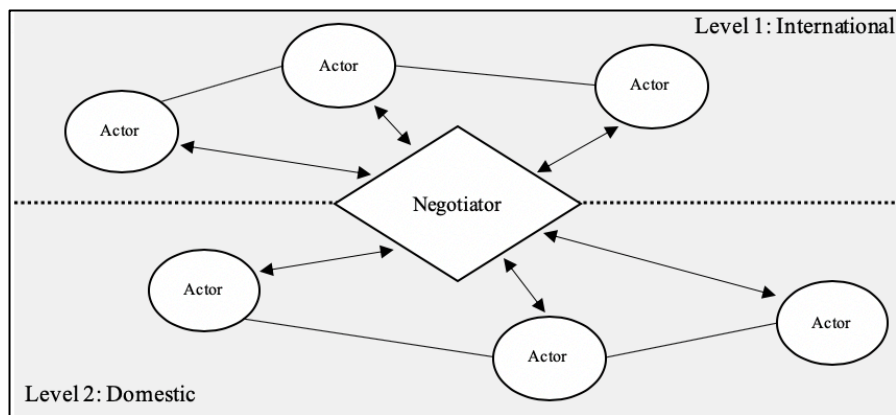 Level 1: International
Actor
Actor
Actor
Negotiator
Actor
Actor
Actor
Level 2: Domestic